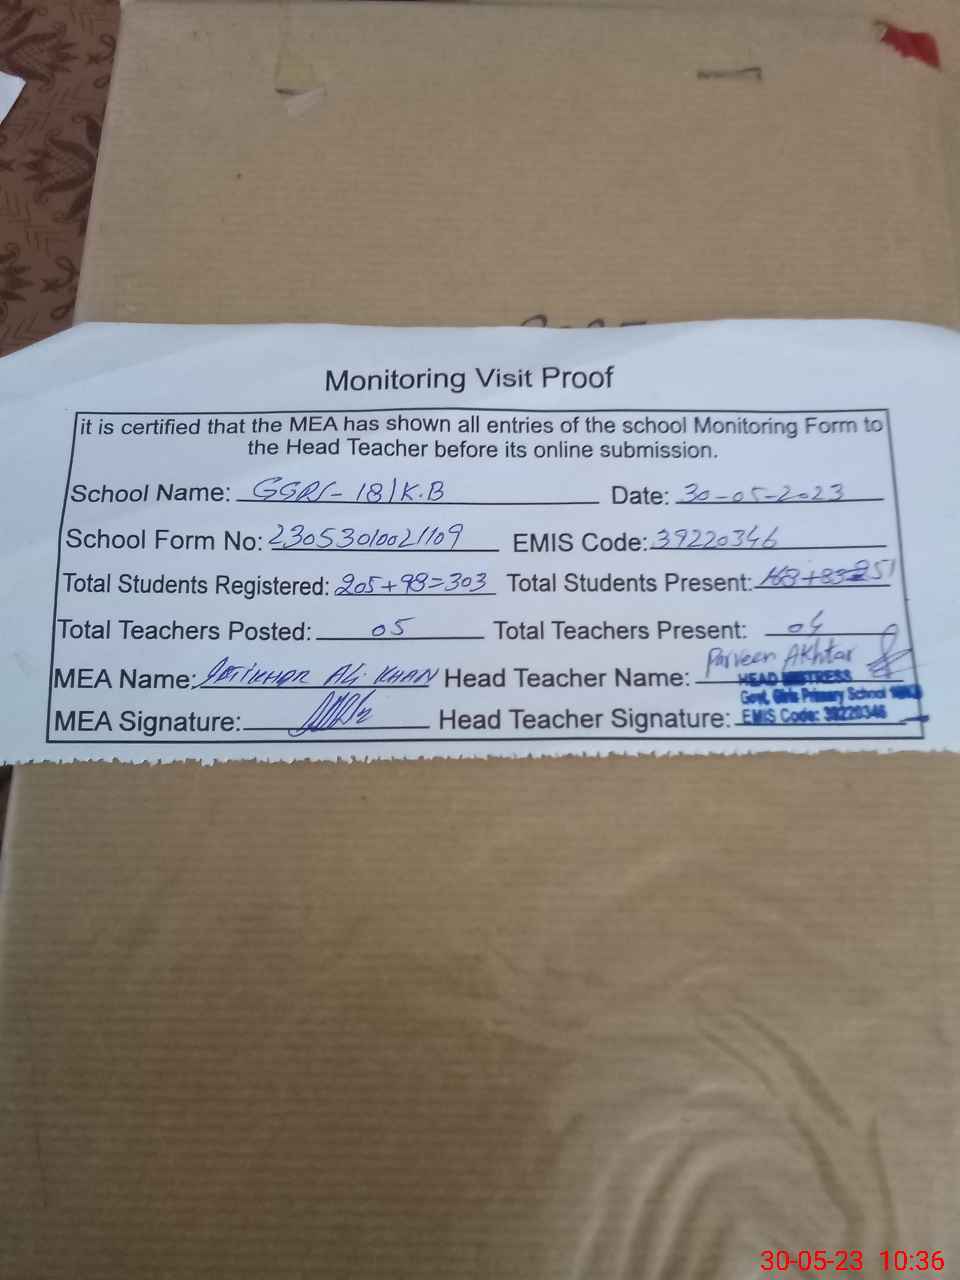 Monitoring Visit Proof
it is certified that the MEA has shown all entries of the school Monitoring Form to
the Head Teacher before its online submission.
School Name: GGPS- 18/K.B Date: 30-05-2023
School Form No: EMIS Code: 39220346
Total Students Registered: 205+98=303 Total Students Present: 168+83=251
Total Teachers Posted: 05 Total Teachers Present: 04
MEA Name: Iftikhar Ali KHAN Head Teacher Name: Parveen Akhtar
HEAD MISTRESS
Govt. Girls Primary School
MEA Signature: Head Teacher Signature: EMIS Code: 39220346
30-05-23 10:36